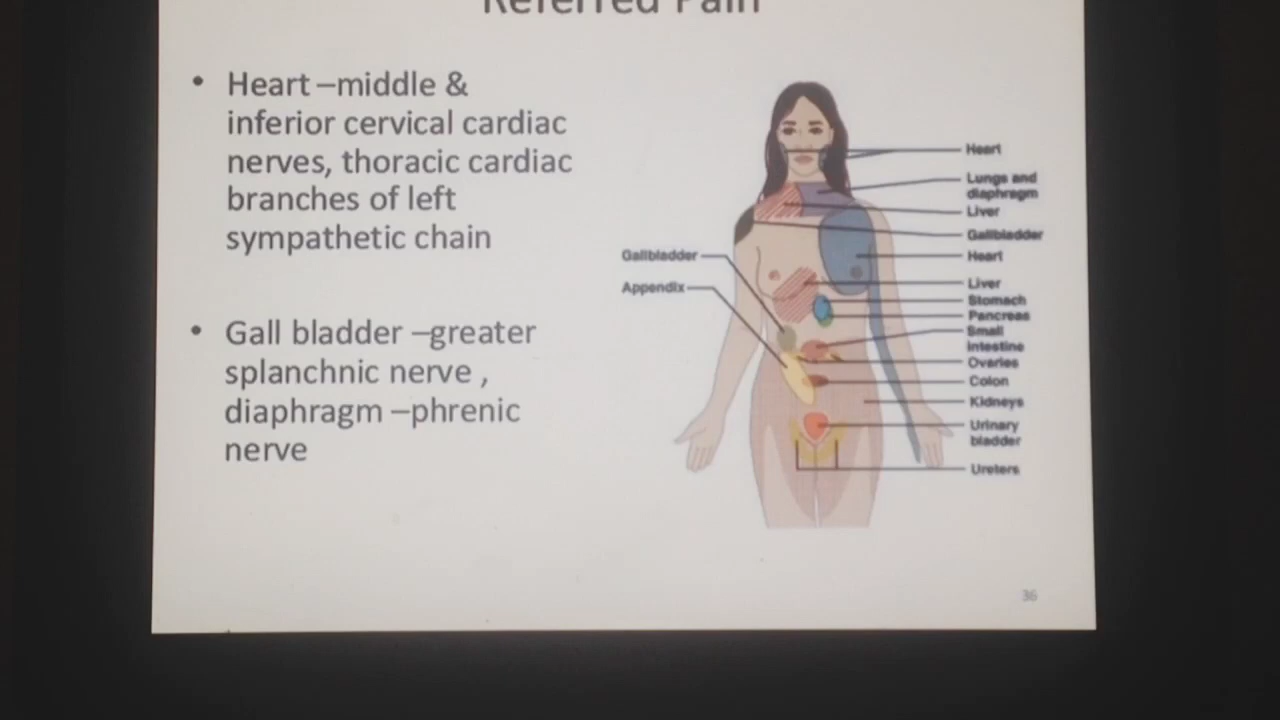 Referred Pain
• Heart –middle &
inferior cervical cardiac
nerves, thoracic cardiac
branches of left
sympathetic chain
• Gall bladder –greater
splanchnic nerve ,
diaphragm –phrenic
nerve
Gallbladder
Appendix
Heart
Lungs and
diaphragm
Liver
Gallbladder
Heart
Liver
Stomach
Pancreas
Small
intestine
Ovaries
Colon
Kidneys
Urinary
bladder
Ureters
36